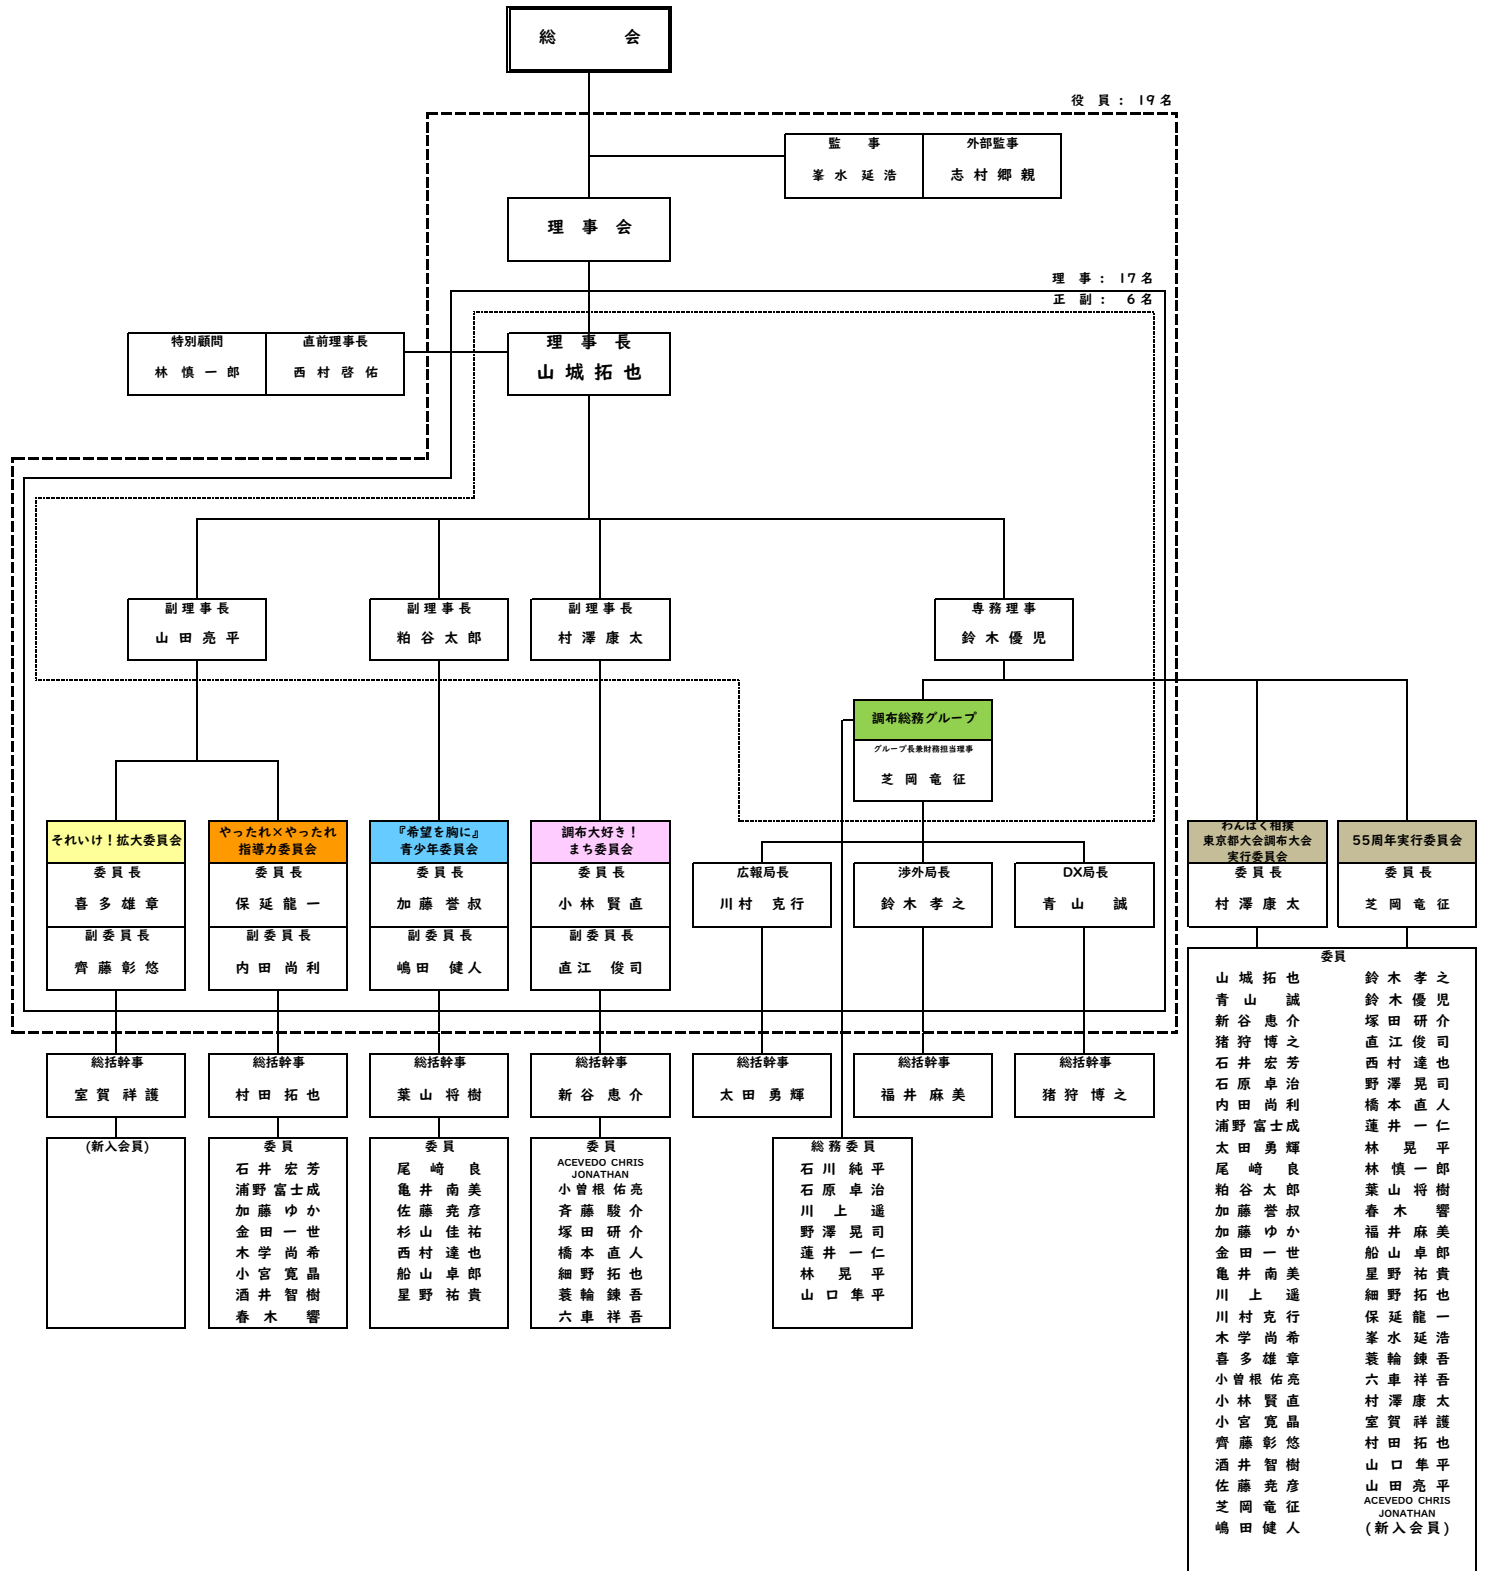 総 会
役 員 ： 19 名
監 事
峯 水 延 浩
外部監事
志 村 郷 親
理 事 会
理 事 ： 17 名
正 副 ： 6 名
特別顧問
林 慎 一 郎
直前理事長
西 村 啓 佑
理 事 長
山 城 拓 也
副 理 事 長
山 田 亮 平
副 理 事 長
粕 谷 太 郎
副 理 事 長
村 澤 康 太
専 務 理 事
鈴 木 優 児
調布総務グループ
グループ長兼財務担当理事
芝 岡 竜 征
それいけ！拡大委員会
委 員 長
喜 多 雄 章
副 委 員 長
齊 藤 彰 悠
やったれ×やったれ
指導力委員会
委 員 長
保 延 龍 一
副 委 員 長
内 田 尚 利
『希望を胸に』
青少年委員会
委 員 長
加 藤 誉 叔
副 委 員 長
嶋 田 健 人
調布大好き！
まち委員会
委 員 長
小 林 賢 直
副 委 員 長
直 江 俊 司
広報局長
川 村 克 行
渉外局長
鈴 木 孝 之
DX局長
青 山 誠
わんぱく相撲
東京都大会調布大会
実行委員会
委 員 長
村 澤 康 太
55周年実行委員会
委 員 長
芝 岡 竜 征
総括幹事
室 賀 祥 護
総括幹事
村 田 拓 也
総括幹事
葉 山 将 樹
総括幹事
新 谷 恵 介
総括幹事
太 田 勇 輝
総括幹事
福 井 麻 美
総括幹事
猪 狩 博 之
(新入会員)
委 員
石 井 宏 芳
浦 野 富 士 成
加 藤 ゆ か
金 田 一 世
木 学 尚 希
小 宮 寛 晶
酒 井 智 樹
春 木 響
委 員
尾 﨑 良
亀 井 南 美
佐 藤 尭 彦
杉 山 佳 祐
西 村 達 也
船 山 卓 郎
星 野 祐 貴
委 員
ACEVEDO CHRIS
JONATHAN
小 曽 根 佑 亮
斉 藤 駿 介
塚 田 研 介
橋 本 直 人
細 野 拓 也
蓑 輪 錬 吾
六 車 祥 吾
総 務 委 員
石 川 純 平
石 原 卓 治
川 上 遥
野 澤 晃 司
蓮 井 一 仁
林 晃 平
山 口 隼 平
委員
山 城 拓 也
青 山 誠
新 谷 恵 介
猪 狩 博 之
石 井 宏 芳
石 原 卓 治
内 田 尚 利
浦 野 富 士 成
太 田 勇 輝
尾 﨑 良
粕 谷 太 郎
加 藤 誉 叔
加 藤 ゆ か
金 田 一 世
亀 井 南 美
川 上 遥
川 村 克 行
木 学 尚 希
喜 多 雄 章
小 曽 根 佑 亮
小 林 賢 直
小 宮 寛 晶
齊 藤 彰 悠
酒 井 智 樹
佐 藤 尭 彦
芝 岡 竜 征
嶋 田 健 人
鈴 木 孝 之
鈴 木 優 児
塚 田 研 介
直 江 俊 司
西 村 達 也
野 澤 晃 司
橋 本 直 人
蓮 井 一 仁
林 晃 平
林 慎 一 郎
葉 山 将 樹
春 木 響
福 井 麻 美
船 山 卓 郎
星 野 祐 貴
細 野 拓 也
保 延 龍 一
峯 水 延 浩
蓑 輪 錬 吾
六 車 祥 吾
村 澤 康 太
室 賀 祥 護
村 田 拓 也
山 口 隼 平
山 田 亮 平
ACEVEDO CHRIS
JONATHAN
(新入会員)